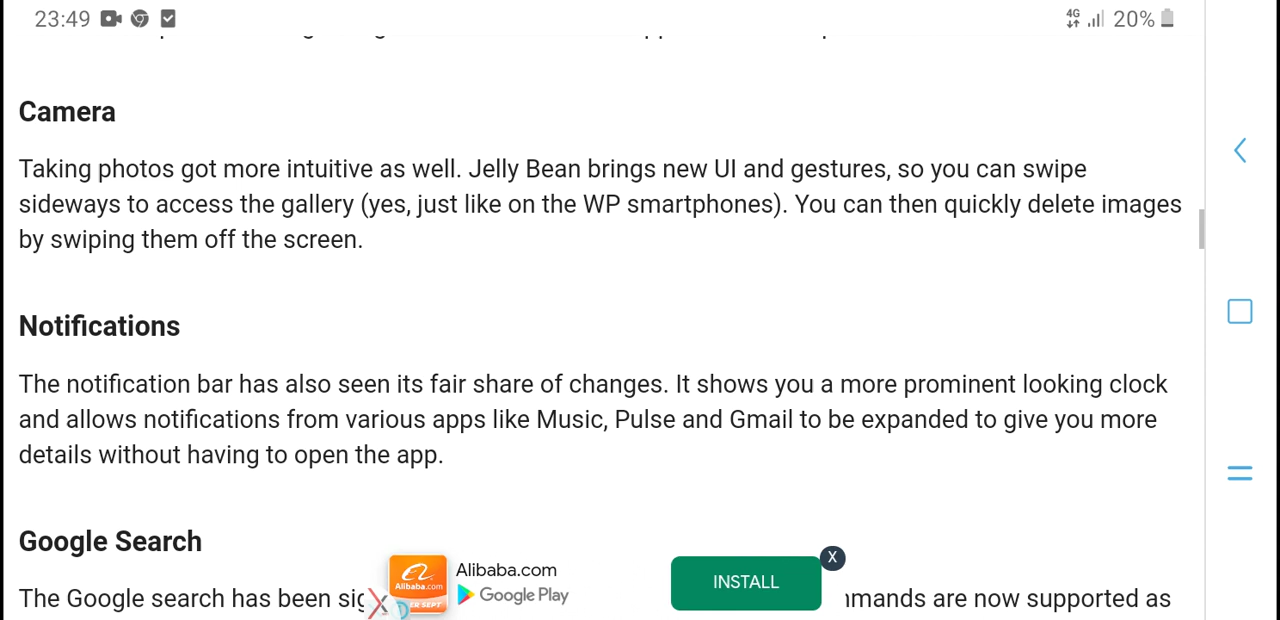 23:49 4G 20%
Camera
Taking photos got more intuitive as well. Jelly Bean brings new UI and gestures, so you can swipe
sideways to access the gallery (yes, just like on the WP smartphones). You can then quickly delete images
by swiping them off the screen.
Notifications
The notification bar has also seen its fair share of changes. It shows you a more prominent looking clock
and allows notifications from various apps like Music, Pulse and Gmail to be expanded to give you more
details without having to open the app.
Google Search
Alibaba.com
Alibaba.com
ER SEPT
Google Play
INSTALL
X
The Google search has been are now supported as